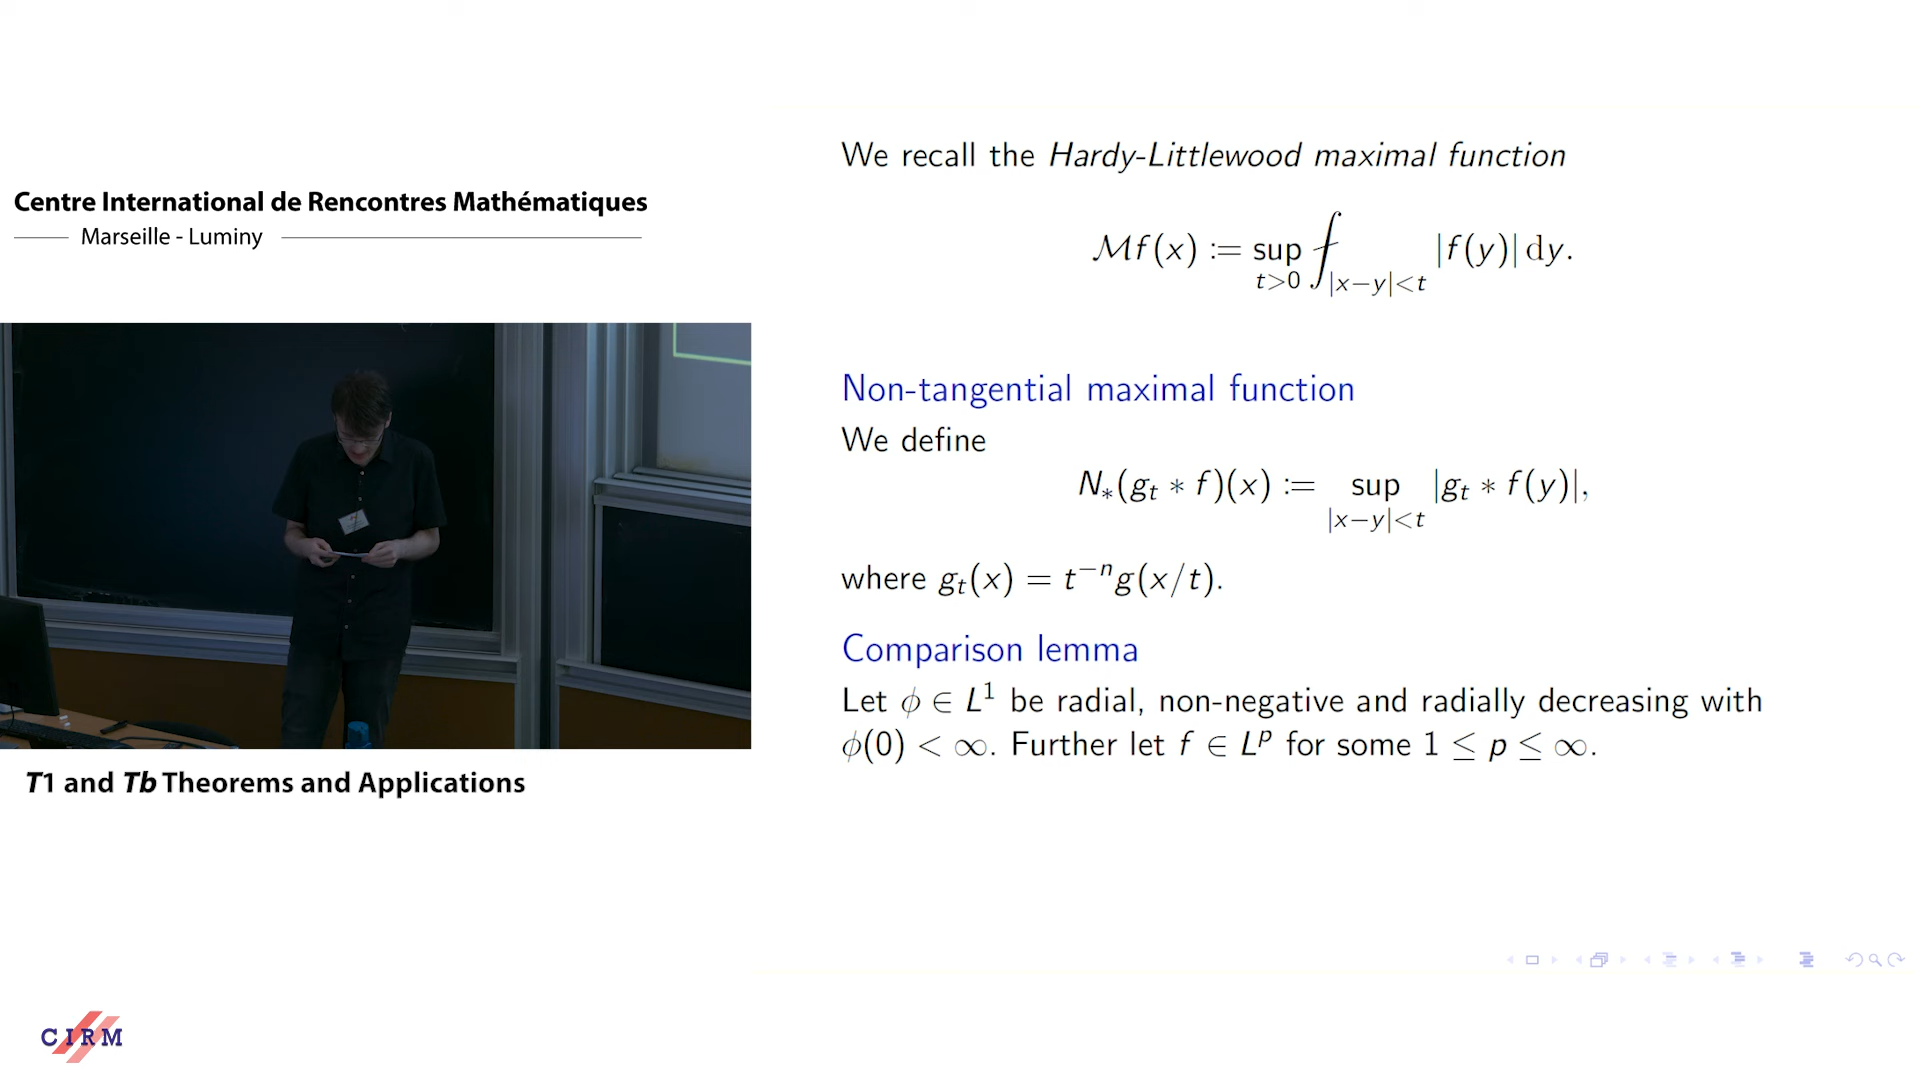 Centre International de Rencontres Mathématiques
Marseille - Luminy
T1 and Tb Theorems and Applications
CIRM
We recall the Hardy-Littlewood maximal function
ℳf(x) := sup_{t>0} ⨍_{|x−y|<t} |f(y)| dy.
Non-tangential maximal function
We define
N_*(g_t * f)(x) := sup_{|x−y|<t} |g_t * f(y)|,
where g_t(x) = t^{−n}g(x/t).
Comparison lemma
Let ϕ ∈ L^1 be radial, non-negative and radially decreasing with
ϕ(0) < ∞. Further let f ∈ L^p for some 1 ≤ p ≤ ∞.